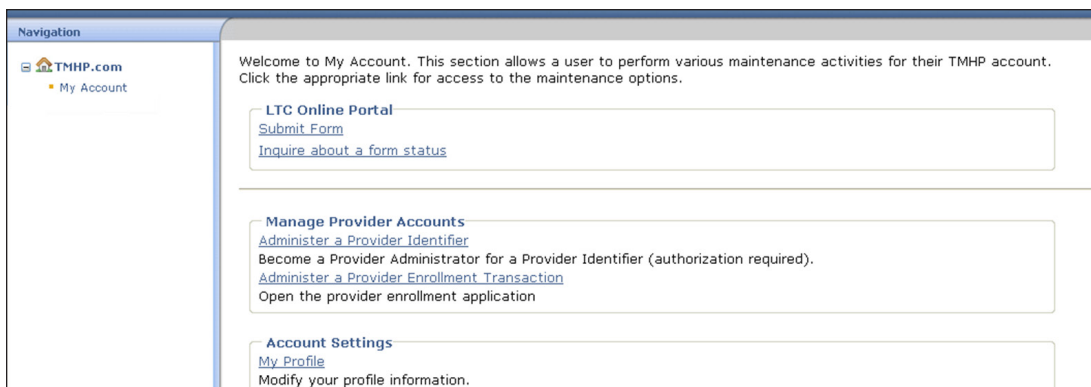 Navigation
TMHP.com
My Account
Welcome to My Account. This section allows a user to perform various maintenance activities for their TMHP account.
Click the appropriate link for access to the maintenance options.
LTC Online Portal
Submit Form
Inquire about a form status
Manage Provider Accounts
Administer a Provider Identifier
Become a Provider Administrator for a Provider Identifier (authorization required).
Administer a Provider Enrollment Transaction
Open the provider enrollment application
Account Settings
My Profile
Modify your profile information.